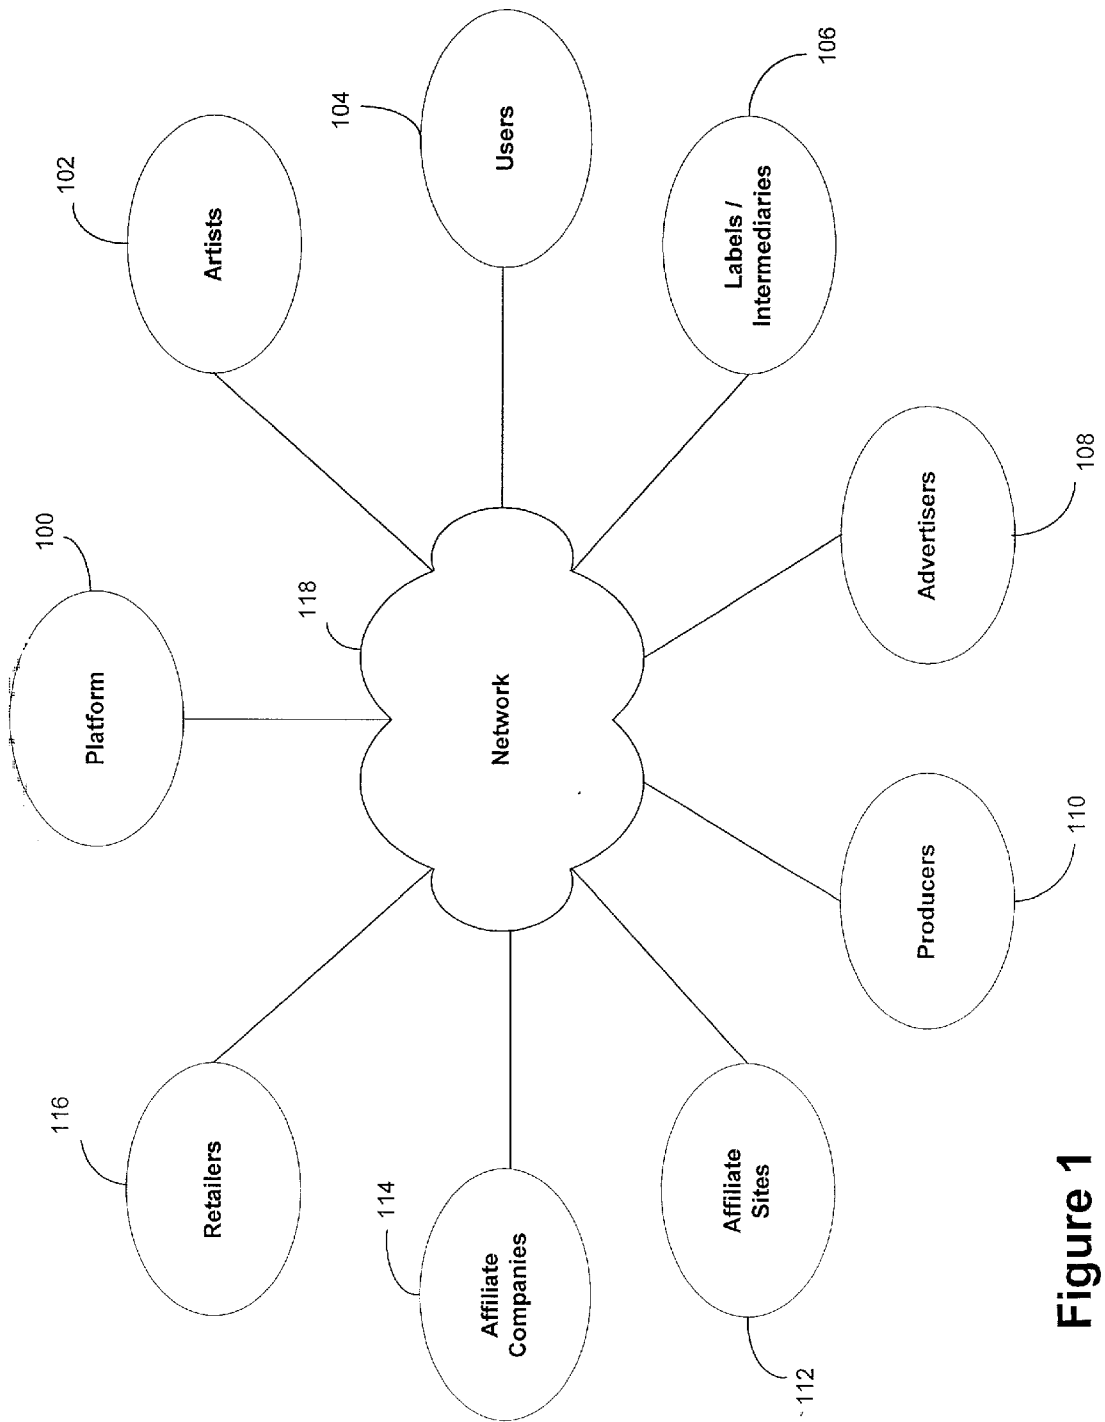 100
Platform
102
Artists
116
Retailers
118
104
Users
Network
114
Affiliate
Companies
106
Labels /
Intermediaries
112
Affiliate
Sites
108
Advertisers
110
Producers
Figure 1